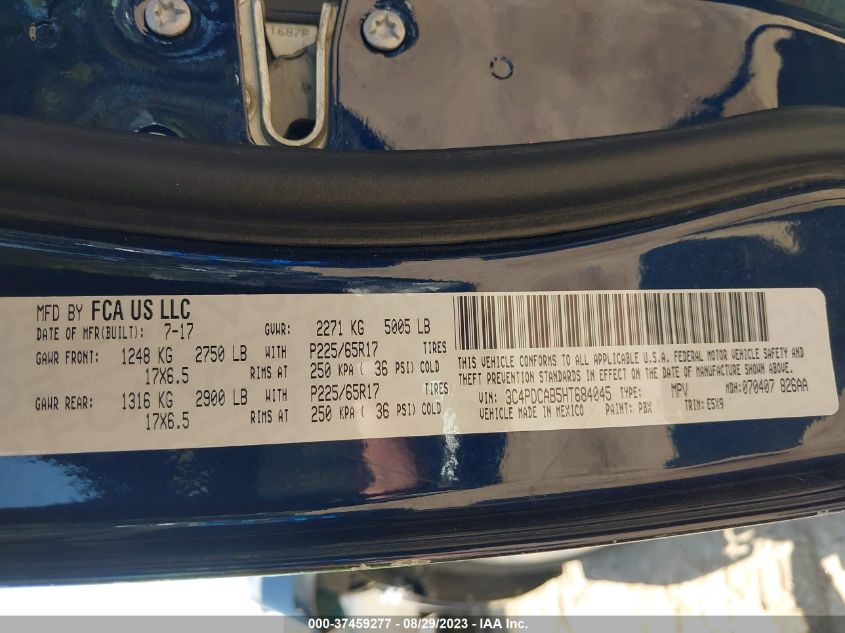 1687P
MFD BY FCA US LLC
DATE OF MFR(BUILT): 7-17 GVWR: 2271 KG 5005 LB
GAWR FRONT: 1248 KG 2750 LB WITH P225/65R17 TIRES
17X6.5 RIMS AT 250 KPA ( 36 PSI) COLD
GAWR REAR: 1316 KG 2900 LB WITH P225/65R17 TIRES
17X6.5 RIMS AT 250 KPA ( 36 PSI) COLD
THIS VEHICLE CONFORMS TO ALL APPLICABLE U.S.A. FEDERAL MOTOR VEHICLE SAFETY AND
THEFT PREVENTION STANDARDS IN EFFECT ON THE DATE OF MANUFACTURE SHOWN ABOVE.
VIN: 3C4PDCAB5HT684045 TYPE: MPV MDH: 070407 826AA
VEHICLE MADE IN MEXICO PAINT: PBX TRIM: ESX9
000-37459277 - 08/29/2023 - IAA Inc.